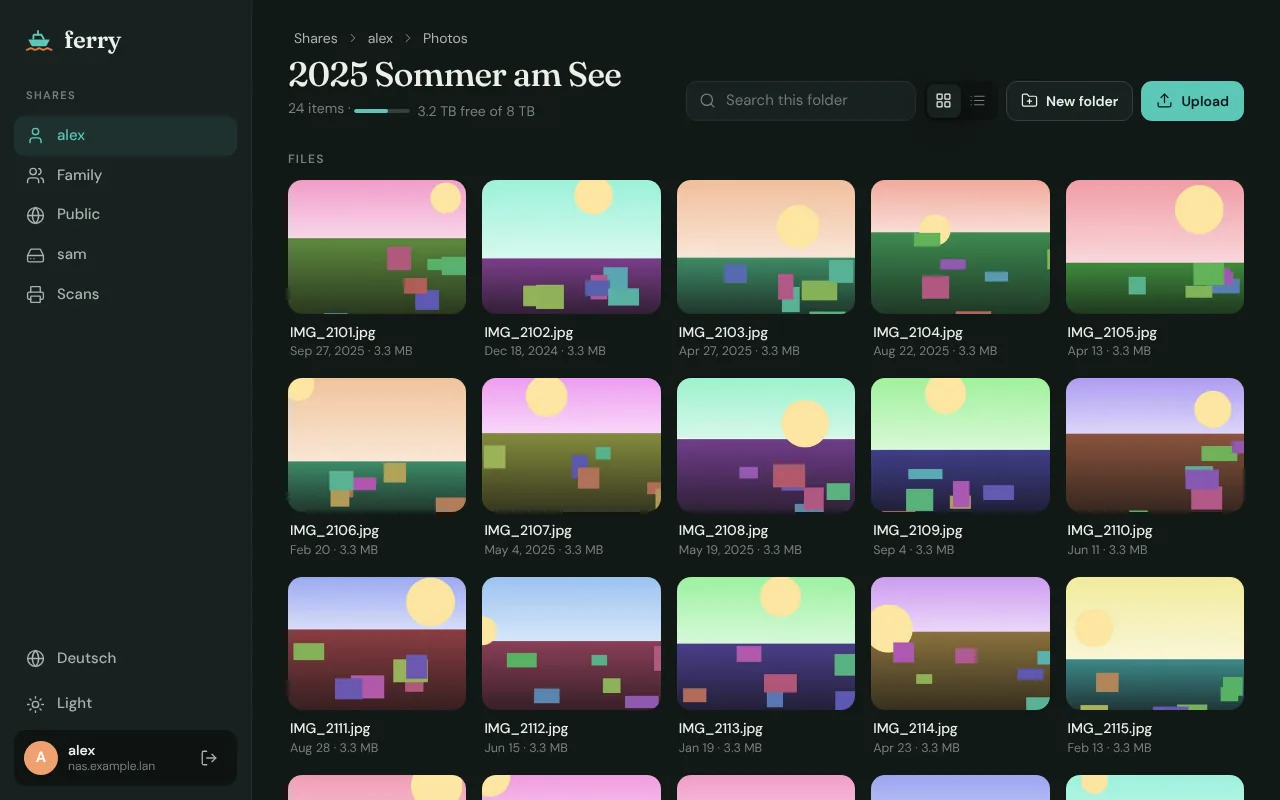 ferry
SHARES
alex
Family
Public
sam
Scans
Deutsch
Light
A
alex
nas.example.lan
Shares > alex > Photos
2025 Sommer am See
24 items · 3.2 TB free of 8 TB
Search this folder
New folder
Upload
FILES
IMG_2101.jpg
Sep 27, 2025 · 3.3 MB
IMG_2102.jpg
Dec 18, 2024 · 3.3 MB
IMG_2103.jpg
Apr 27, 2025 · 3.3 MB
IMG_2104.jpg
Aug 22, 2025 · 3.3 MB
IMG_2105.jpg
Apr 13 · 3.3 MB
IMG_2106.jpg
Feb 20 · 3.3 MB
IMG_2107.jpg
May 4, 2025 · 3.3 MB
IMG_2108.jpg
May 19, 2025 · 3.3 MB
IMG_2109.jpg
Sep 4 · 3.3 MB
IMG_2110.jpg
Jun 11 · 3.3 MB
IMG_2111.jpg
Aug 28 · 3.3 MB
IMG_2112.jpg
Jun 15 · 3.3 MB
IMG_2113.jpg
Jan 19 · 3.3 MB
IMG_2114.jpg
Apr 23 · 3.3 MB
IMG_2115.jpg
Feb 13 · 3.3 MB